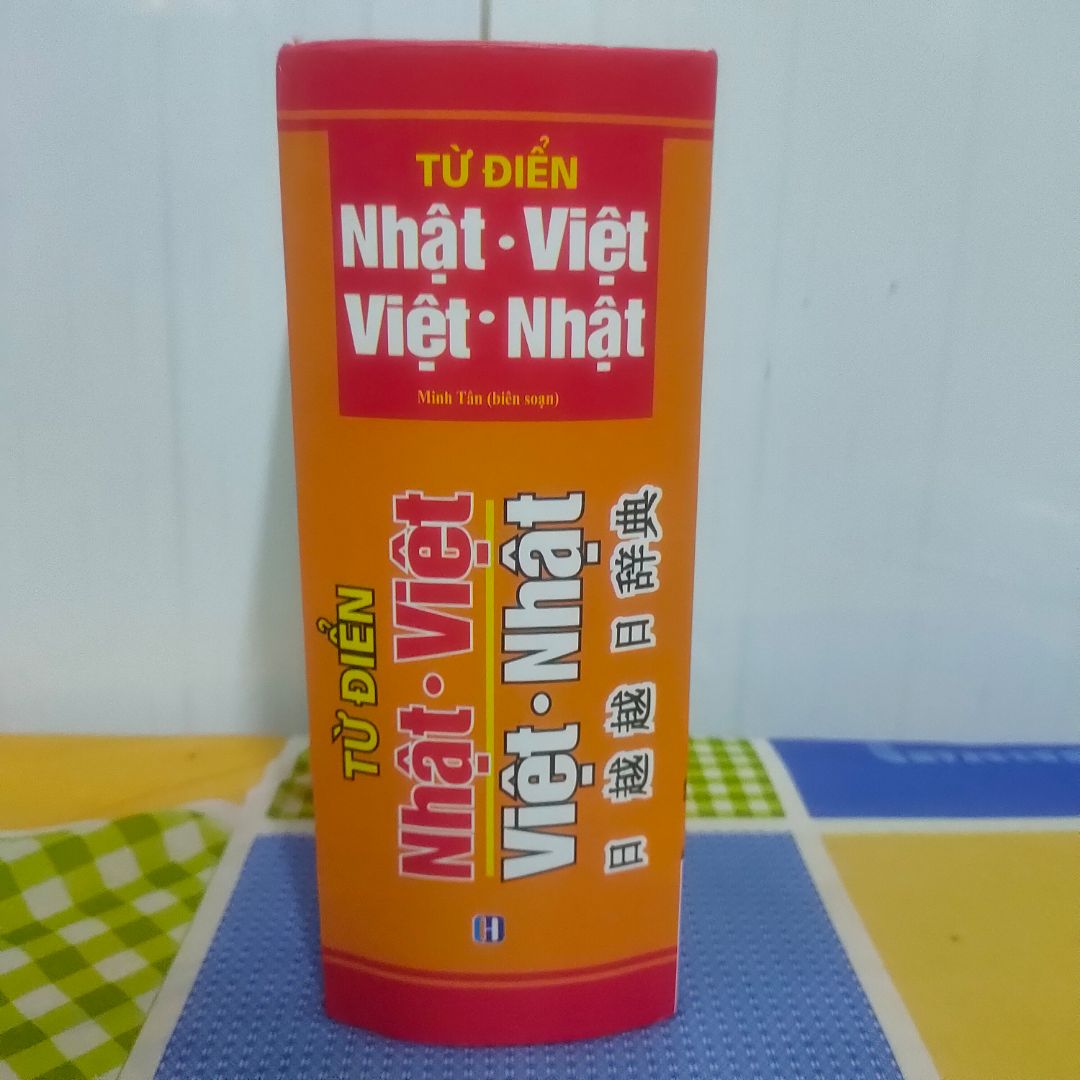 TỪ ĐIỂN
Nhật • Việt
Việt • Nhật
Minh Tân (biên soạn)
TỪ ĐIỂN
Nhật • Việt
Việt • Nhật
日越越日辞典